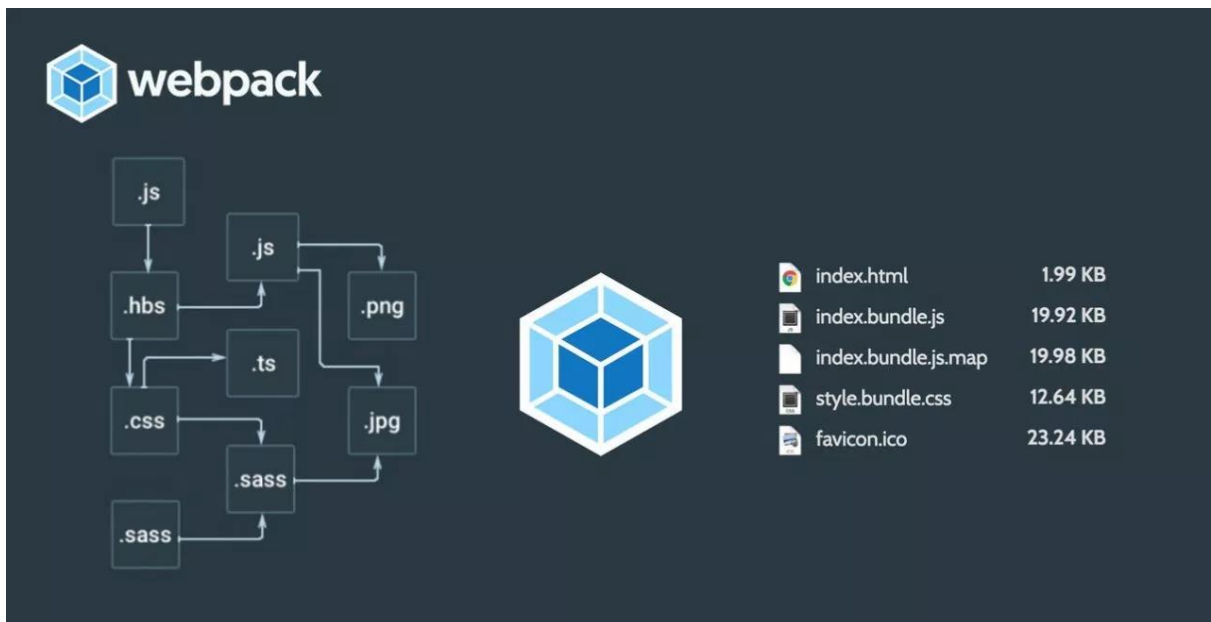 webpack
.js
.js
.hbs
.png
.ts
.css
.jpg
.sass
.sass
index.html 1.99 KB
index.bundle.js 19.92 KB
index.bundle.js.map 19.98 KB
style.bundle.css 12.64 KB
favicon.ico 23.24 KB